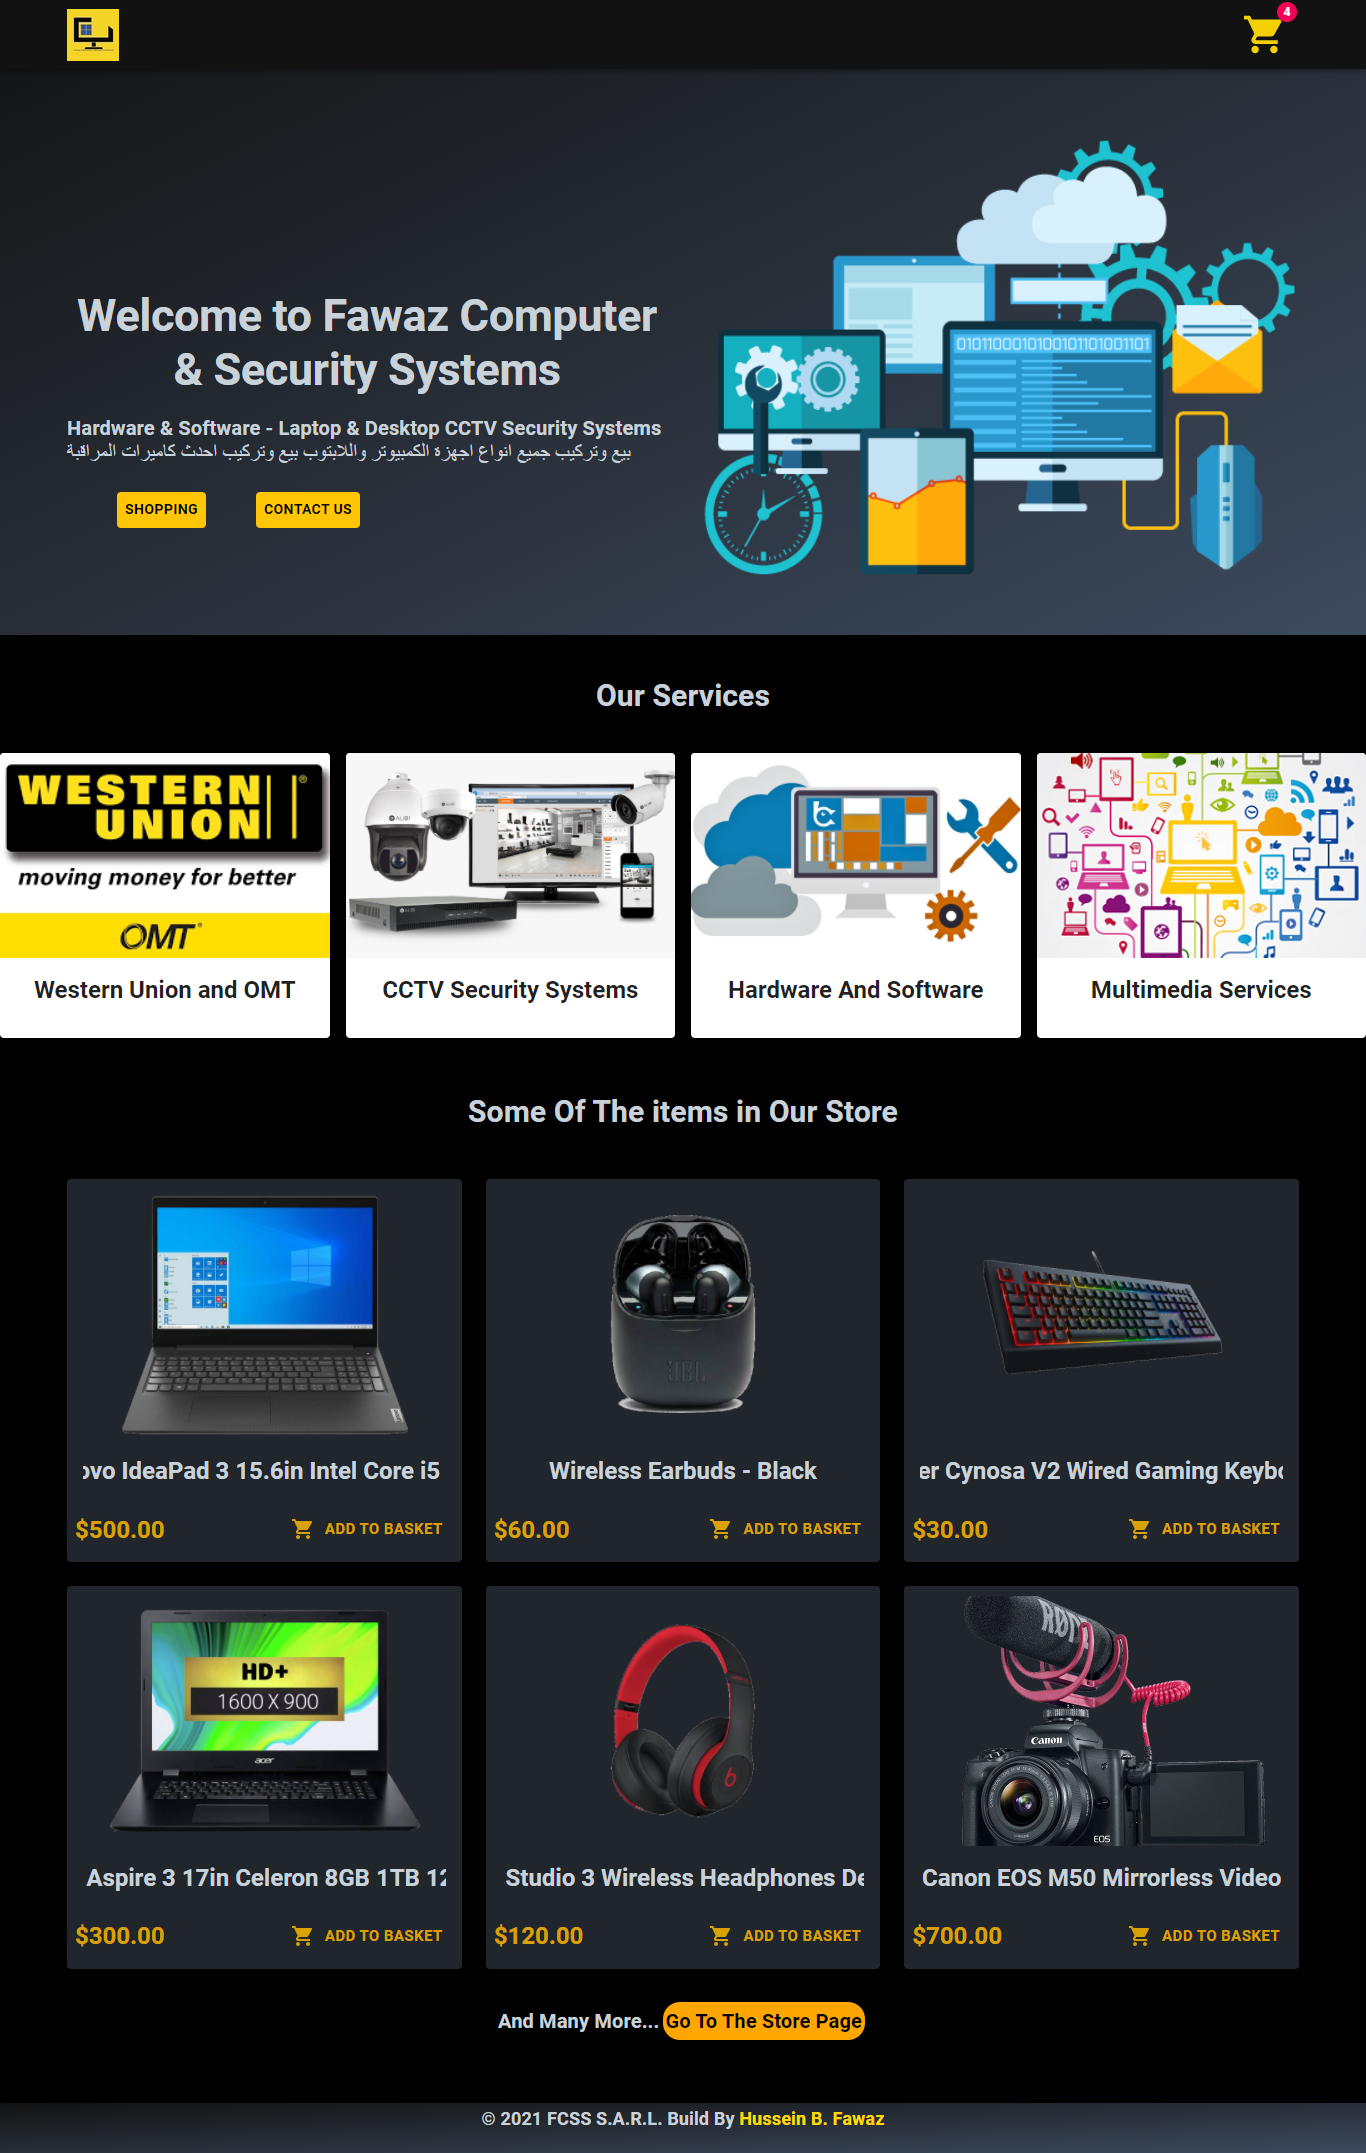 4
Welcome to Fawaz Computer
& Security Systems
Hardware & Software - Laptop & Desktop CCTV Security Systems
بيع وتركيب جميع انواع اجهزة الكمبيوتر واللابتوب بيع وتركيب احدث كاميرات المراقبة
SHOPPING CONTACT US
010110001010010110100110
Our Services
WESTERN
UNION
moving money for better
OMT
ALIBI
Western Union and OMT
CCTV Security Systems
Hardware And Software
Multimedia Services
Some Of The items in Our Store
JBL
ovo IdeaPad 3 15.6in Intel Core i5
Wireless Earbuds - Black
er Cynosa V2 Wired Gaming Keybo
$500.00 ADD TO BASKET
$60.00 ADD TO BASKET
$30.00 ADD TO BASKET
HD+
1600 X 900
acer
RØD
Canon
EOS
Aspire 3 17in Celeron 8GB 1TB 12
Studio 3 Wireless Headphones De
Canon EOS M50 Mirrorless Video
$300.00 ADD TO BASKET
$120.00 ADD TO BASKET
$700.00 ADD TO BASKET
And Many More... Go To The Store Page
© 2021 FCSS S.A.R.L. Build By Hussein B. Fawaz